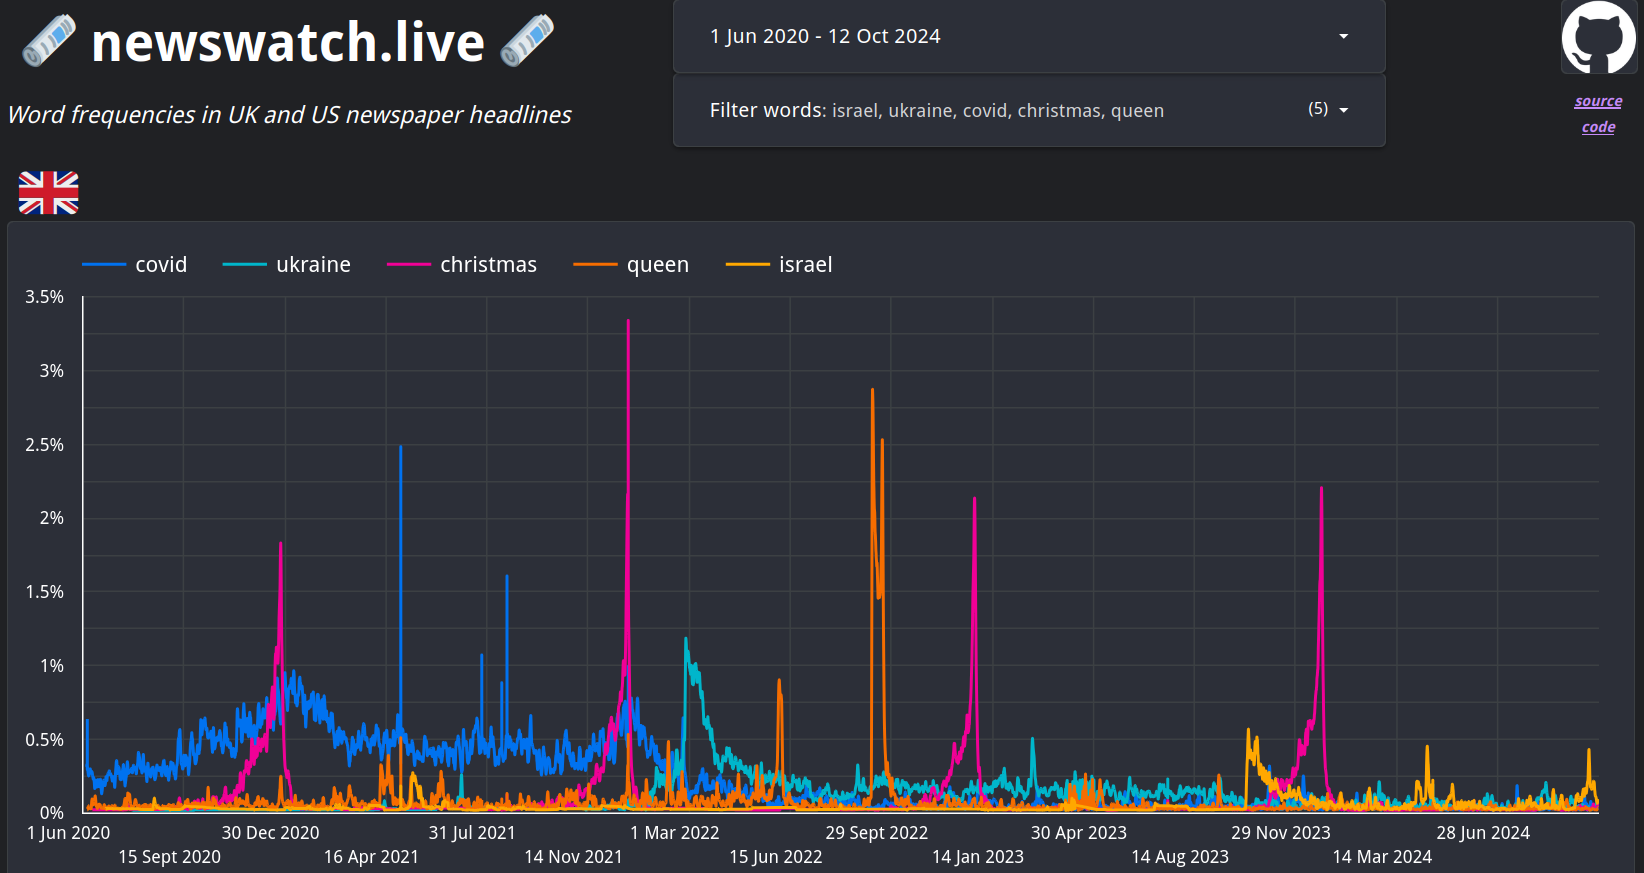 newswatch.live
Word frequencies in UK and US newspaper headlines
1 Jun 2020 - 12 Oct 2024
Filter words: israel, ukraine, covid, christmas, queen (5)
source
code
covid ukraine christmas queen israel
3.5%
3%
2.5%
2%
1.5%
1%
0.5%
0%
1 Jun 2020 30 Dec 2020 31 Jul 2021 1 Mar 2022 29 Sept 2022 30 Apr 2023 29 Nov 2023 28 Jun 2024
15 Sept 2020 16 Apr 2021 14 Nov 2021 15 Jun 2022 14 Jan 2023 14 Aug 2023 14 Mar 2024